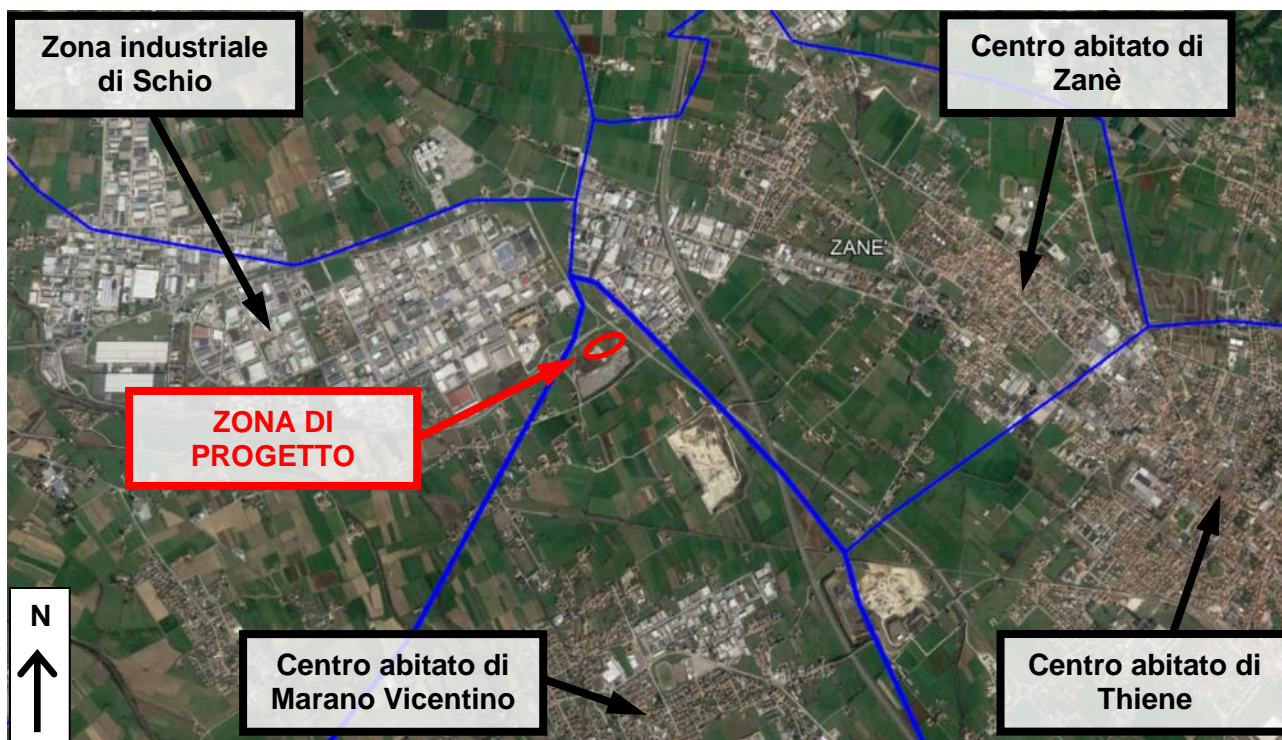 Zona industriale
di Schio
Centro abitato di
Zanè
ZANE'
ZONA DI
PROGETTO
N
Centro abitato di
Marano Vicentino
Centro abitato di
Thiene